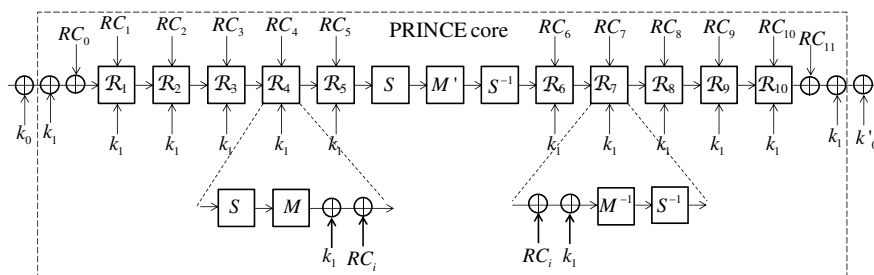 PRINCE core
RC₀ RC₁ RC₂ RC₃ RC₄ RC₅ RC₆ RC₇ RC₈ RC₉ RC₁₀ RC₁₁
ℛ₁ ℛ₂ ℛ₃ ℛ₄ ℛ₅ S M' S⁻¹ ℛ₆ ℛ₇ ℛ₈ ℛ₉ ℛ₁₀
k₀ k₁ k₁ k₁ k₁ k₁ k₁ k₁ k₁ k₁ k₁ k₁ k₁ k'₀
S M M⁻¹ S⁻¹
k₁ RCᵢ RCᵢ k₁